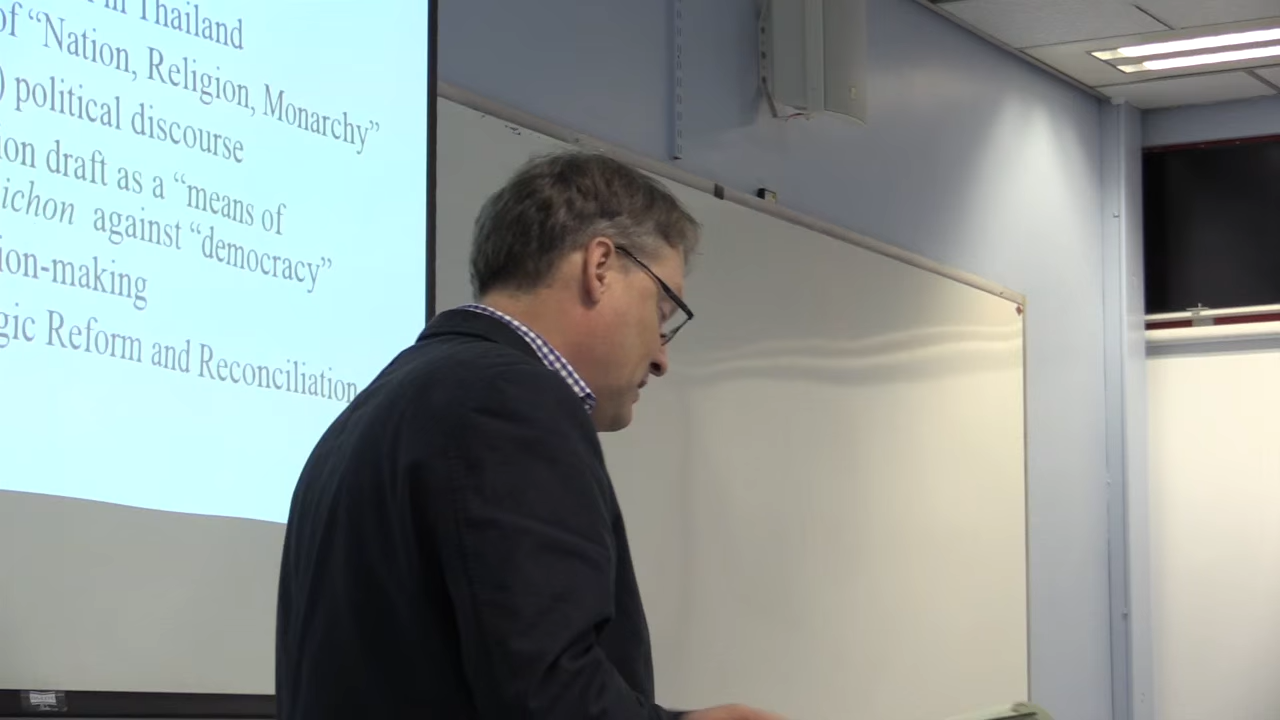 in Thailand
of “Nation, Religion, Monarchy”
) political discourse
ion draft as a “means of
ichon against “democracy”
ion-making
gic Reform and Reconciliation